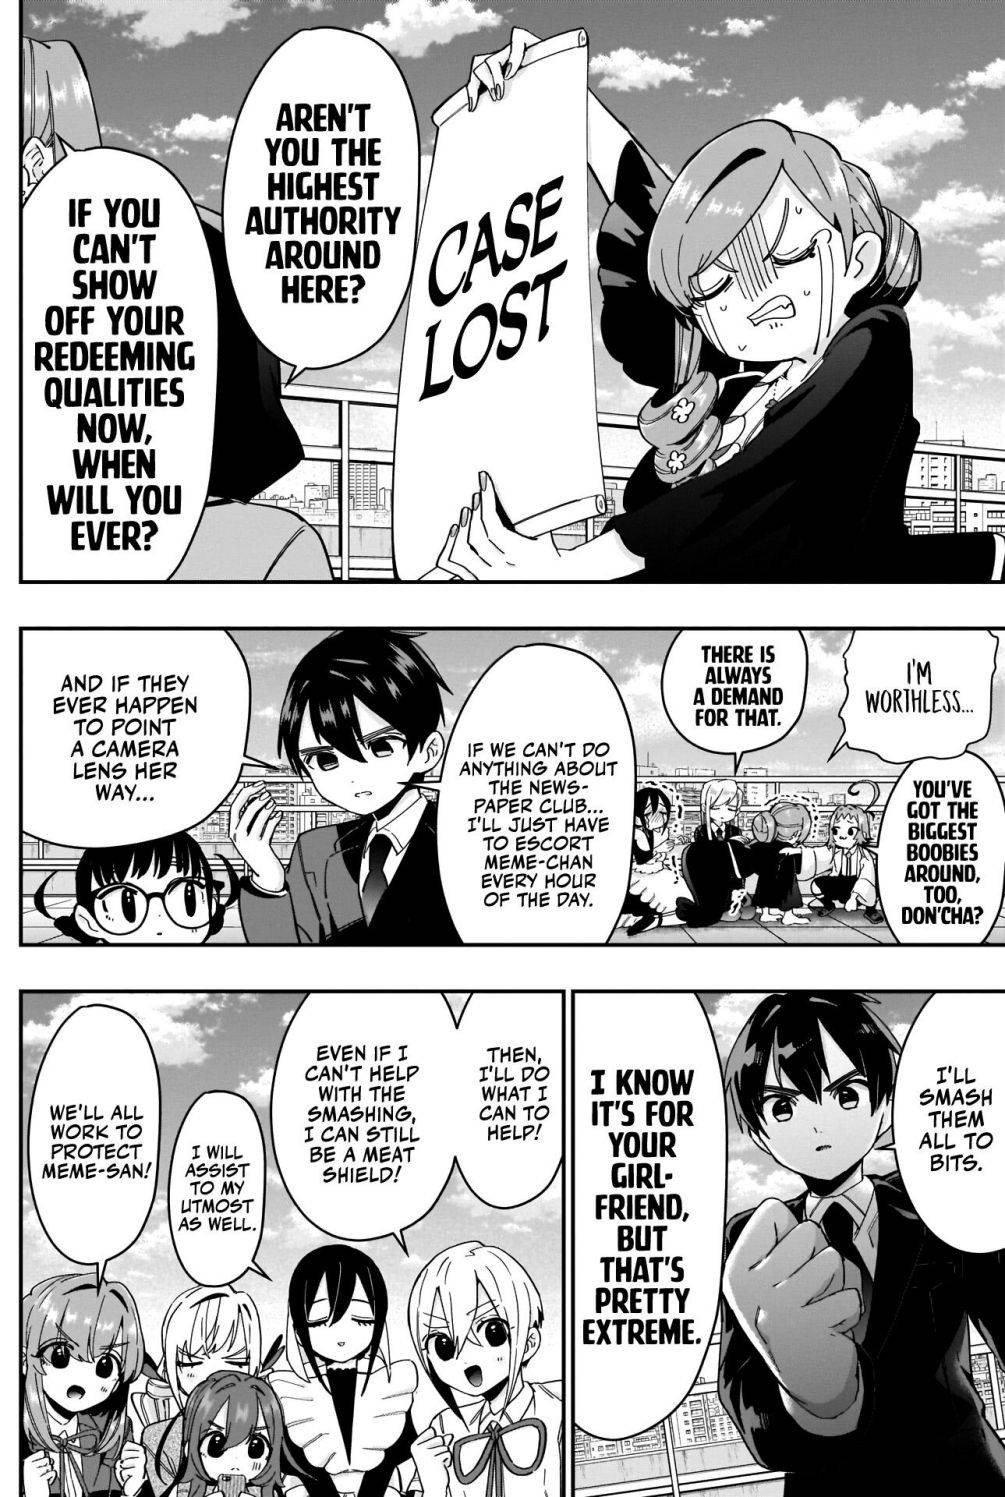 AREN'T
YOU THE
HIGHEST
AUTHORITY
AROUND
HERE?
IF YOU
CAN'T
SHOW
OFF YOUR
REDEEMING
QUALITIES
NOW,
WHEN
WILL YOU
EVER?
CASE
LOST
I'M
WORTHLESS...
YOU'VE
GOT THE
BIGGEST
BOOBIES
AROUND,
TOO,
DON'CHA?
THERE IS
ALWAYS
A DEMAND
FOR THAT.
IF WE CAN'T DO
ANYTHING ABOUT
THE NEWS-
PAPER CLUB...
I'LL JUST HAVE
TO ESCORT
MEME-CHAN
EVERY HOUR
OF THE DAY.
AND IF THEY
EVER HAPPEN
TO POINT
A CAMERA
LENS HER
WAY...
I'LL
SMASH
THEM
ALL TO
BITS.
I KNOW
IT'S FOR
YOUR
GIRL-
FRIEND,
BUT
THAT'S
PRETTY
EXTREME.
THEN,
I'LL DO
WHAT I
CAN TO
HELP!
EVEN IF I
CAN'T HELP
WITH THE
SMASHING,
I CAN STILL
BE A MEAT
SHIELD!
I WILL
ASSIST
TO MY
UTMOST
AS WELL.
WE'LL ALL
WORK TO
PROTECT
MEME-SAN!